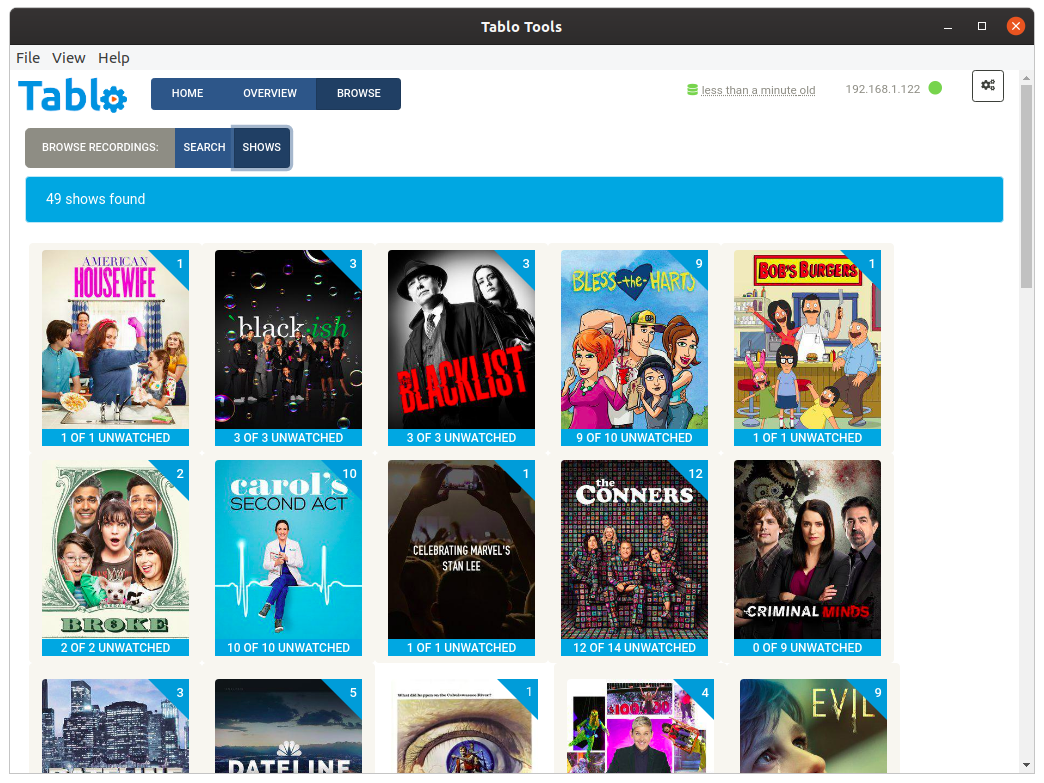 Tablo Tools
File View Help
Tablo
HOME OVERVIEW BROWSE
less than a minute old
192.168.1.122
BROWSE RECORDINGS: SEARCH SHOWS
49 shows found
AMERICAN
HOUSEWIFE
1
1 OF 1 UNWATCHED
`black-ish
3
3 OF 3 UNWATCHED
BLACKLIST
3
3 OF 3 UNWATCHED
BLESS-the-HARTS
9
9 OF 10 UNWATCHED
BOB'S BURGERS
1
1 OF 1 UNWATCHED
BROKE
2
2 OF 2 UNWATCHED
carol's
SECOND ACT
10
10 OF 10 UNWATCHED
CELEBRATING MARVEL'S
STAN LEE
1
1 OF 1 UNWATCHED
the
CONNERS
12
12 OF 14 UNWATCHED
CRIMINAL MINDS
0 OF 9 UNWATCHED
3
DATELINE
5
DATELINE
1
What did happen on the Cahulawassee River?
4
$100,000
9
EVIL